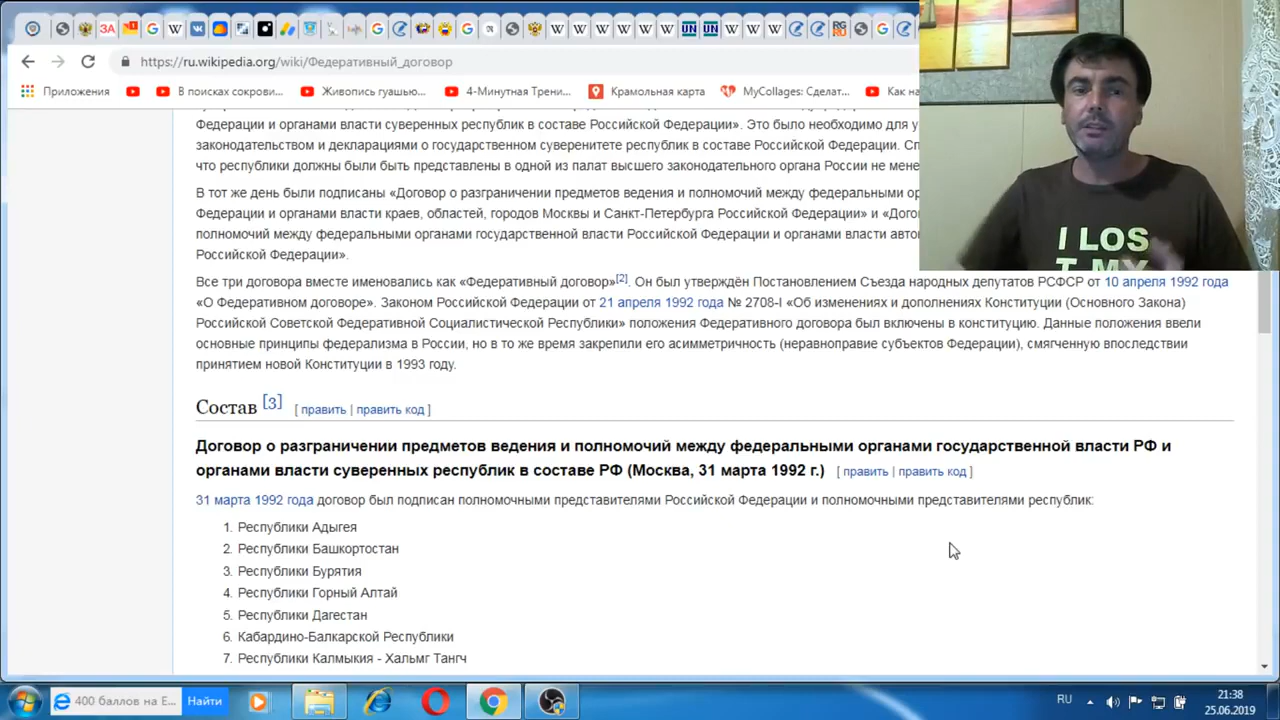 ЗА
W
G
UN
UN
RG
RU
https://ru.wikipedia.org/wiki/Федеративный_договор
Приложения
В поисках сокрови...
Живопись гуашью...
4-Минутная Трени...
Крамольная карта
MyCollages: Сделат...
Как на
Федерации и органами власти суверенных республик в составе Российской Федерации». Это было необходимо для у
законодательством и декларациями о государственном суверенитете республик в составе Российской Федерации. Сп
что республики должны были быть представлены в одной из палат высшего законодательного органа России не мене
В тот же день были подписаны «Договор о разграничении предметов ведения и полномочий между федеральными ор
Федерации и органами власти краев, областей, городов Москвы и Санкт-Петербурга Российской Федерации» и «Дого
полномочий между федеральными органами государственной власти Российской Федерации и органами власти авто
Российской Федерации».
Все три договора вместе именовались как «Федеративный договор»[2]. Он был утверждён Постановлением Съезда народных депутатов РСФСР от 10 апреля 1992 года
«О Федеративном договоре». Законом Российской Федерации от 21 апреля 1992 года № 2708-I «Об изменениях и дополнениях Конституции (Основного Закона)
Российской Советской Федеративной Социалистической Республики» положения Федеративного договора был включены в конституцию. Данные положения ввели
основные принципы федерализма в России, но в то же время закрепили его асимметричность (неравноправие субъектов Федерации), смягченную впоследствии
принятием новой Конституции в 1993 году.
Состав [3] [ править | править код ]
Договор о разграничении предметов ведения и полномочий между федеральными органами государственной власти РФ и
органами власти суверенных республик в составе РФ (Москва, 31 марта 1992 г.) [ править | править код ]
31 марта 1992 года договор был подписан полномочными представителями Российской Федерации и полномочными представителями республик:
1. Республики Адыгея
2. Республики Башкортостан
3. Республики Бурятия
4. Республики Горный Алтай
5. Республики Дагестан
6. Кабардино-Балкарской Республики
7. Республики Калмыкия - Хальмг Тангч
I LOS
T MY
400 баллов на Е...
Найти
RU
21:38
25.06.2019